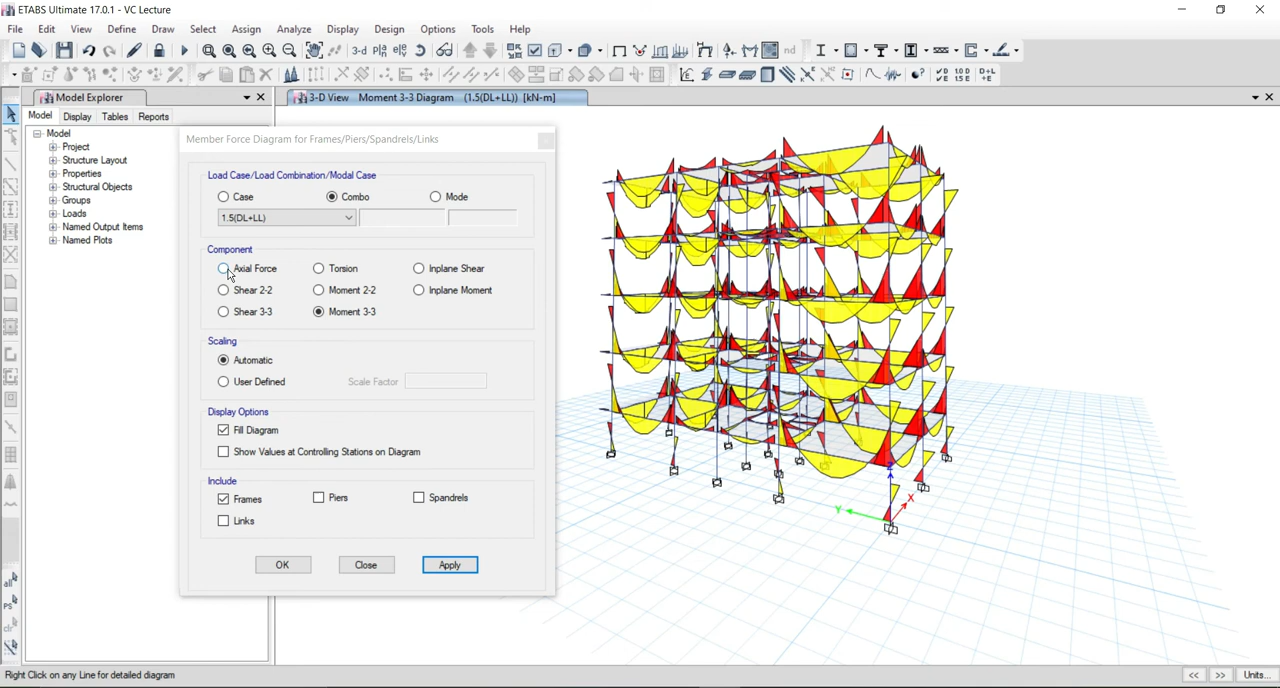 ETABS Ultimate 17.0.1 - VC Lecture
File Edit View Define Draw Select Assign Analyze Display Design Options Tools Help
3-d nd
Model Explorer
3-D View Moment 3-3 Diagram (1.5(DL+LL)) [kN-m]
Model Display Tables Reports
Model
Project
Structure Layout
Properties
Structural Objects
Groups
Loads
Named Output Items
Named Plots
Member Force Diagram for Frames/Piers/Spandrels/Links
Load Case/Load Combination/Modal Case
Case Combo Mode
1.5(DL+LL)
Component
Axial Force Torsion Inplane Shear
Shear 2-2 Moment 2-2 Inplane Moment
Shear 3-3 Moment 3-3
Scaling
Automatic
User Defined Scale Factor
Display Options
Fill Diagram
Show Values at Controlling Stations on Diagram
Include
Frames Piers Spandrels
Links
OK Close Apply
Z
X
Y
all
PS
clr
Right Click on any Line for detailed diagram
<< >> Units...